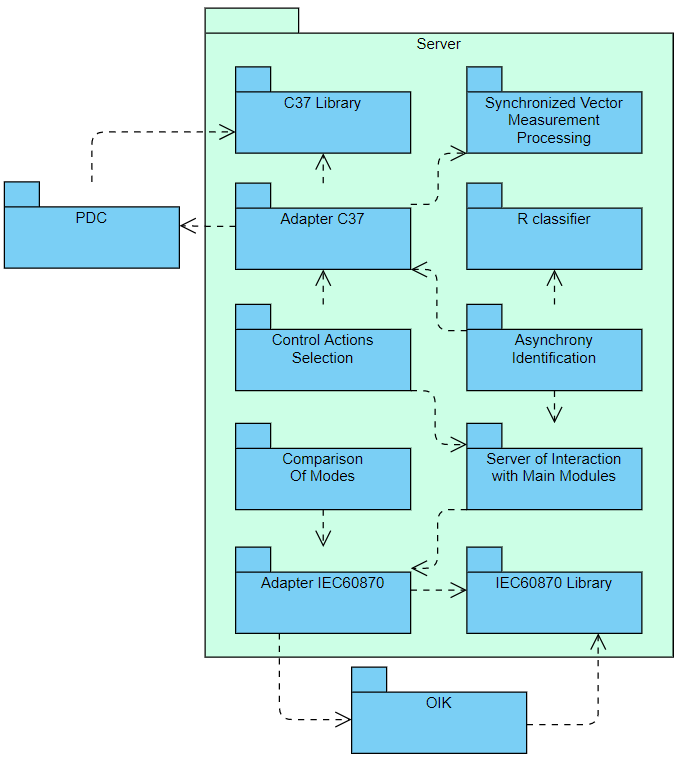 Server
C37 Library
Synchronized Vector
Measurement
Processing
PDC
Adapter C37
R classifier
Control Actions
Selection
Asynchrony
Identification
Comparison
Of Modes
Server of Interaction
with Main Modules
Adapter IEC60870
IEC60870 Library
OIK